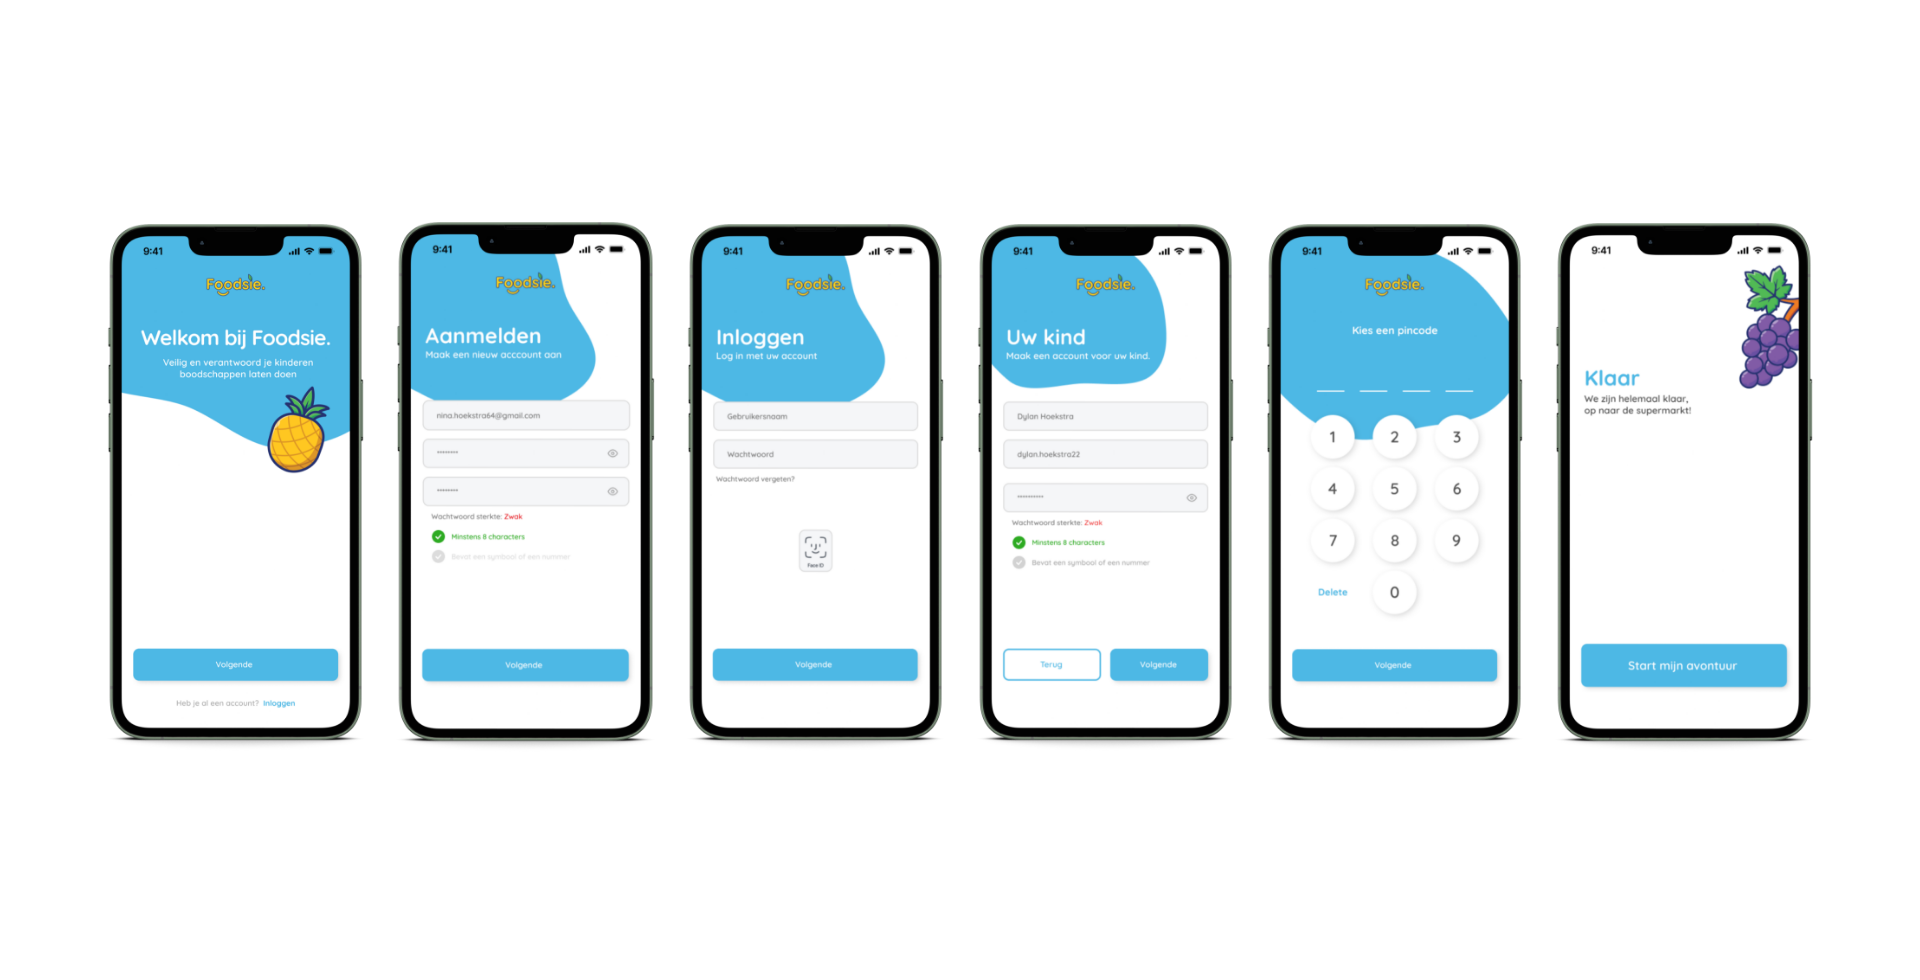 9:41
Foodsie.
Welkom bij Foodsie.
Veilig en verantwoord je kinderen
boodschappen laten doen
Volgende
Heb je al een account? Inloggen
9:41
Foodsie.
Aanmelden
Maak een nieuw acccount aan
nina.hoekstra64@gmail.com
********
********
Wachtwoord sterkte: Zwak
Minstens 8 characters
Bevat een symbool of een nummer
Volgende
9:41
Foodsie.
Inloggen
Log in met uw account
Gebruikersnaam
Wachtwoord
Wachtwoord vergeten?
Face ID
Volgende
9:41
Foodsie.
Uw kind
Maak een account voor uw kind.
Dylan Hoekstra
dylan.hoekstra22
**********
Wachtwoord sterkte: Zwak
Minstens 8 characters
Bevat een symbool of een nummer
Terug
Volgende
9:41
Foodsie.
Kies een pincode
1 2 3
4 5 6
7 8 9
Delete 0
Volgende
9:41
Klaar
We zijn helemaal klaar,
op naar de supermarkt!
Start mijn avontuur